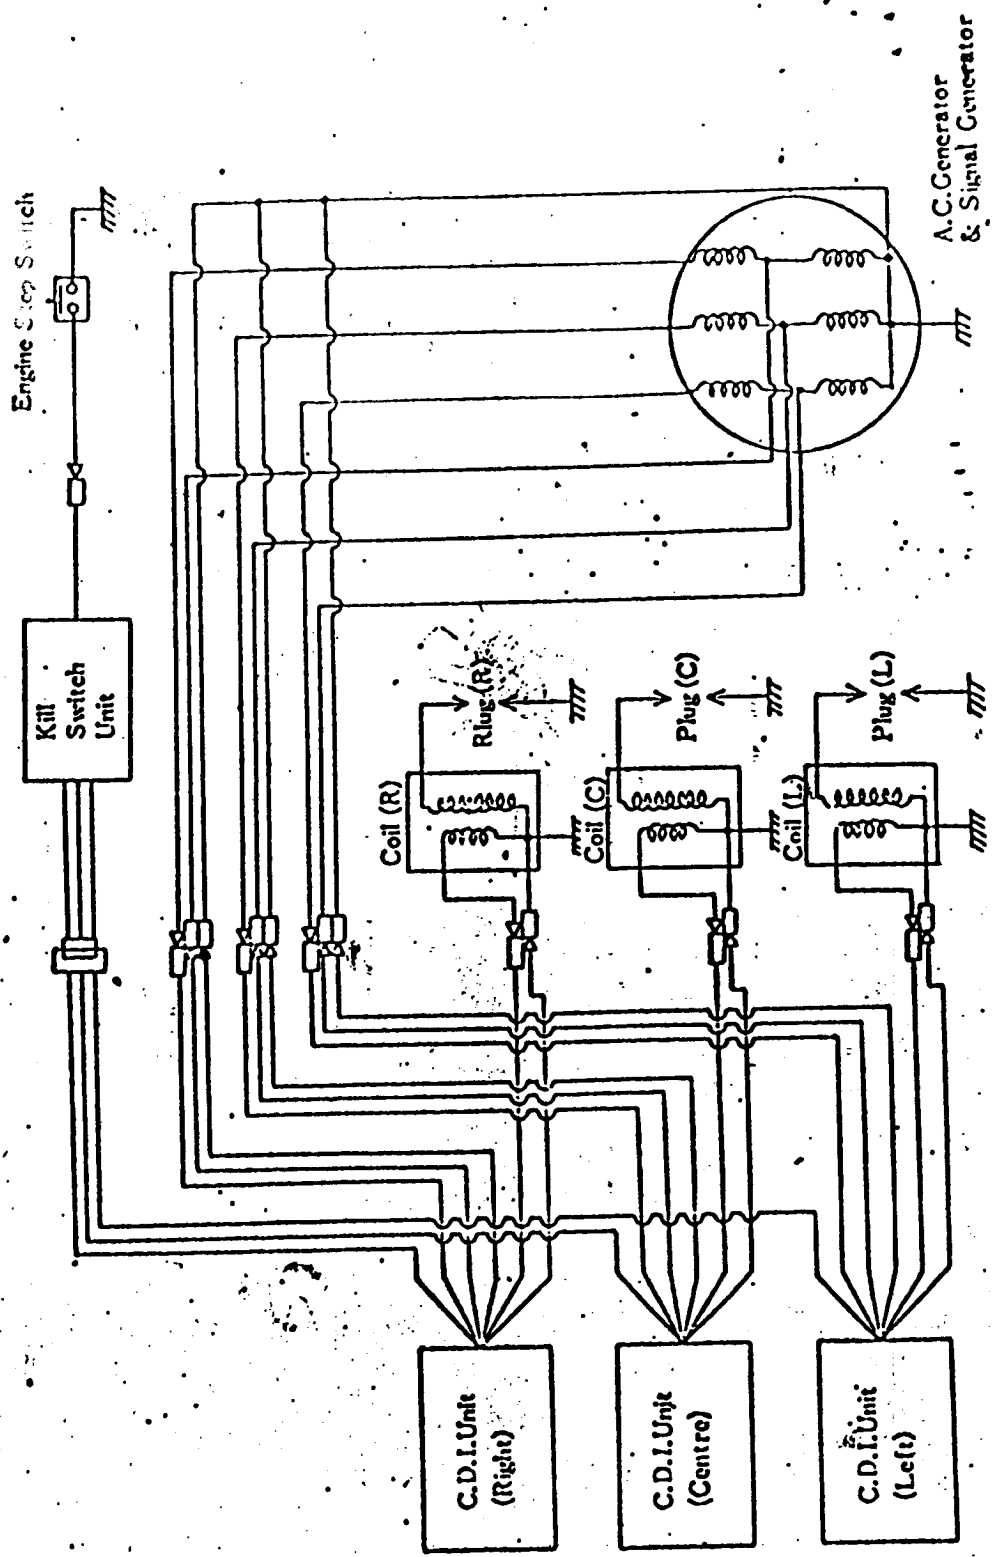 Engine Stop Switch
Kill
Switch
Unit
A.C.Generator
& Signal Generator
Coil (R)
Rlug (R)
Coil (C)
Plug (C)
Coil (L)
Plug (L)
C.D.I.Unit
(Right)
C.D.I.Unit
(Centre)
C.D.I.Unit
(Left)